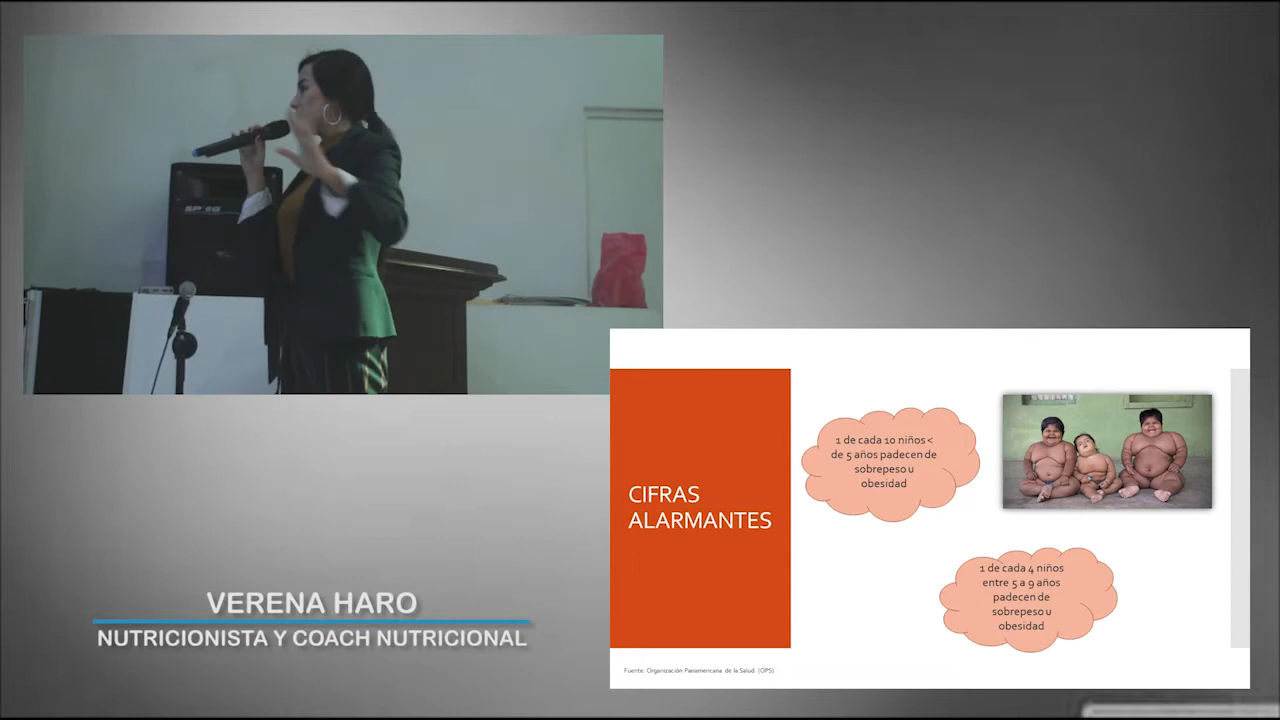 SP 4G
VERENA HARO
NUTRICIONISTA Y COACH NUTRICIONAL
CIFRAS
ALARMANTES
1 de cada 10 niños <
de 5 años padecen de
sobrepeso u
obesidad
1 de cada 4 niños
entre 5 a 9 años
padecen de
sobrepeso u
obesidad
Fuente: Organización Panamericana de la Salud. (OPS)